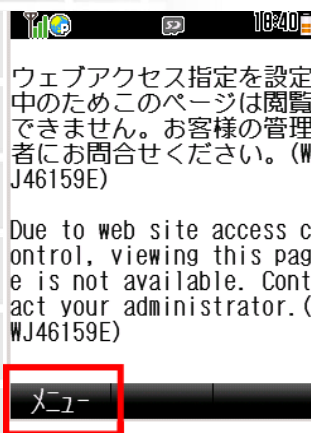 18:40
ウェブアクセス指定を設定
中のためこのページは閲覧
できません。お客様の管理
者にお問合せください。(W
J46159E)
Due to web site access c
ontrol, viewing this pag
e is not available. Cont
act your administrator.(
WJ46159E)
メニュー